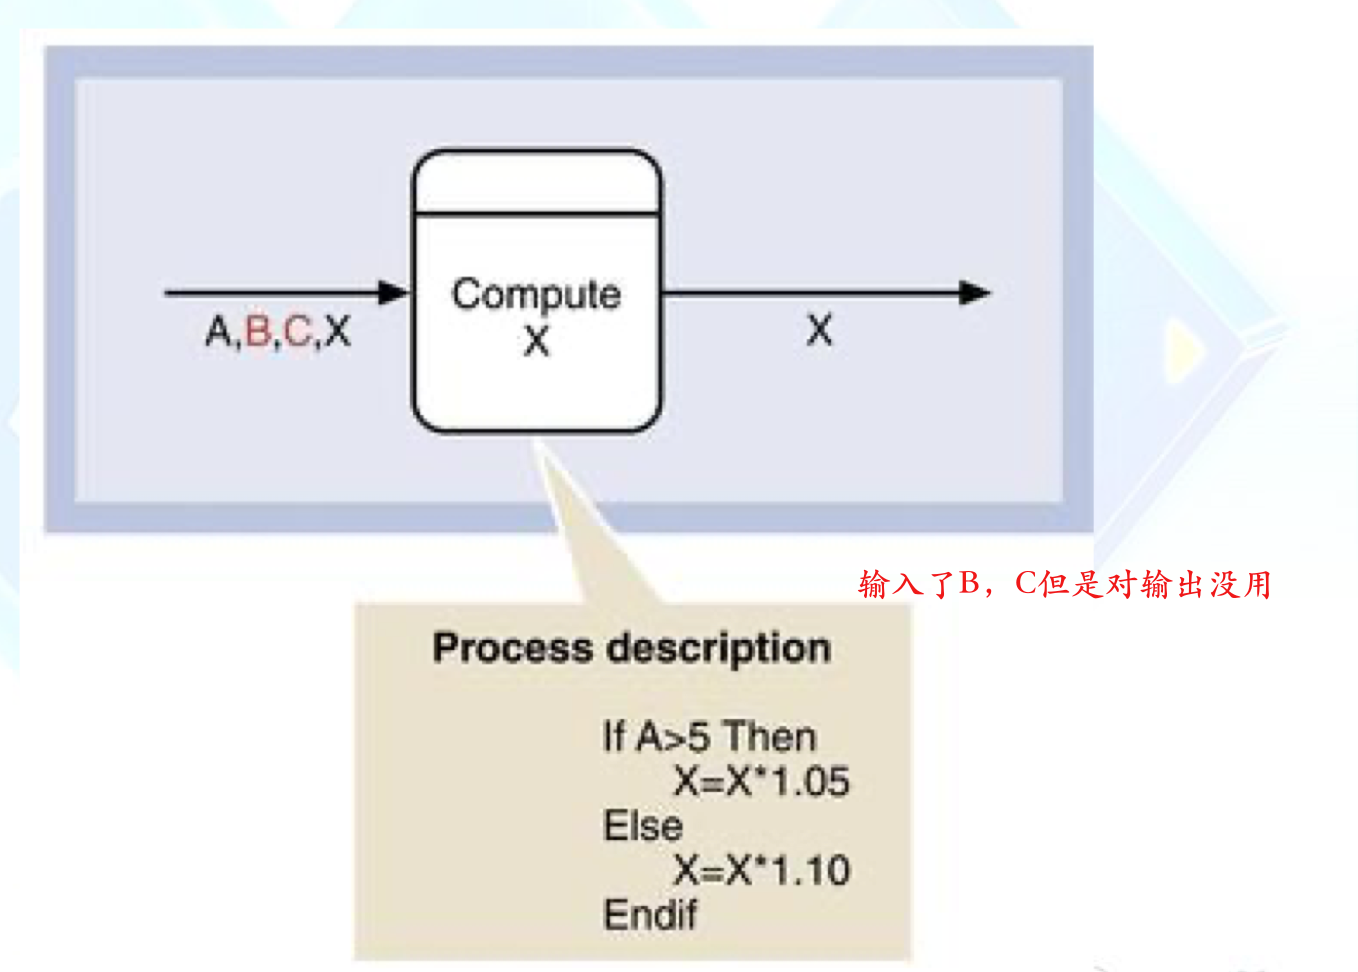 Compute
X
A,B,C,X
X
输入了B，C但是对输出没用
Process description
If A>5 Then
X=X*1.05
Else
X=X*1.10
Endif